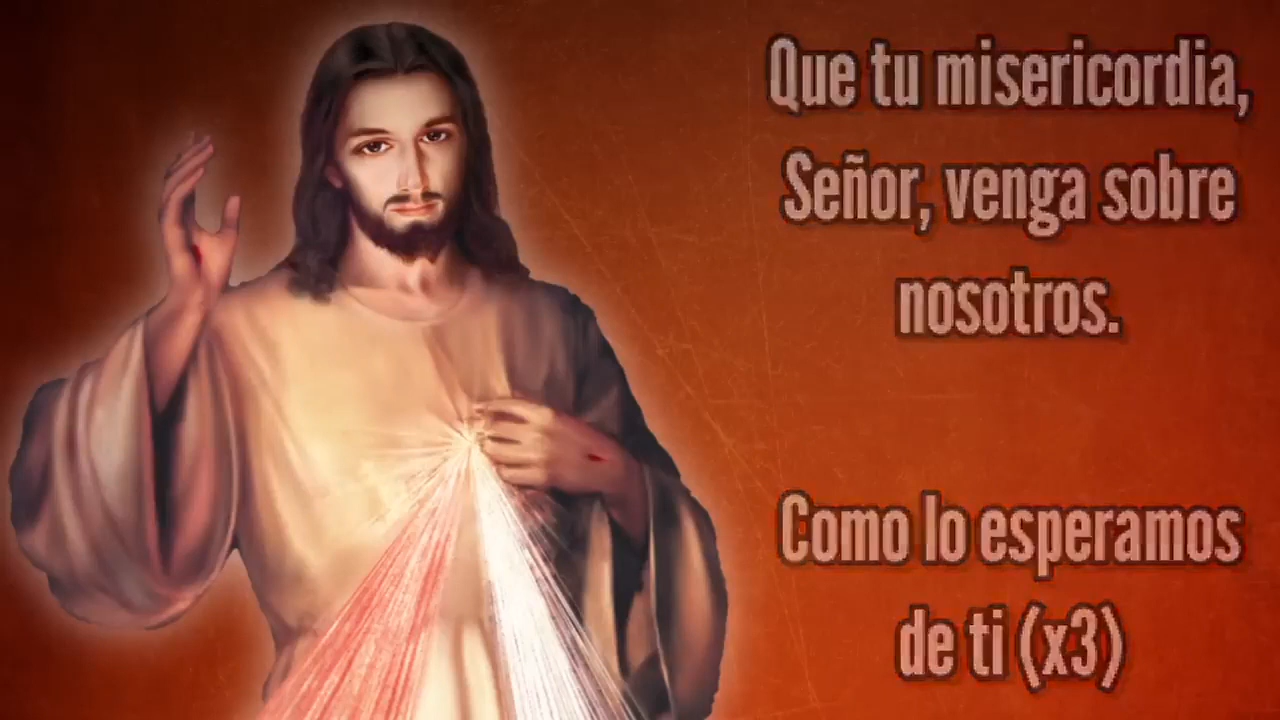 Que tu misericordia,
Señor, venga sobre
nosotros.
Como lo esperamos
de ti (x3)